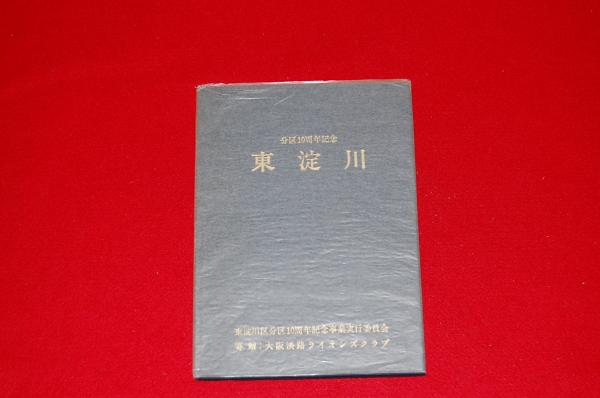 分区10周年記念
東淀川
東淀川区分区10周年記念事業実行委員会
寄贈:大阪淡路ライオンズクラブ